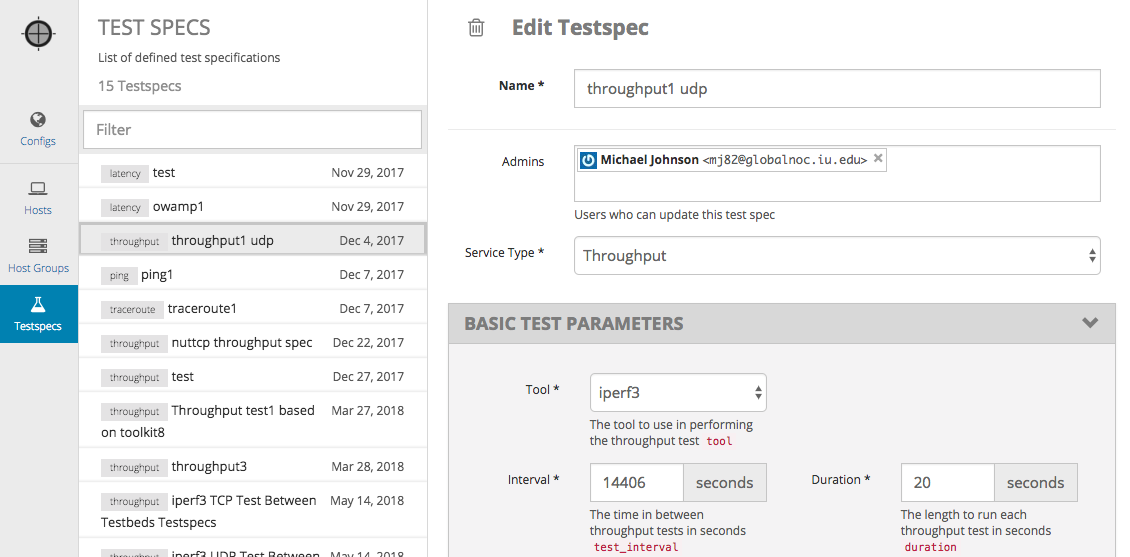 Configs
Hosts
Host Groups
Testspecs
TEST SPECS
List of defined test specifications
15 Testspecs
Filter
latency test Nov 29, 2017
latency owamp1 Nov 29, 2017
throughput throughput1 udp Dec 4, 2017
ping ping1 Dec 7, 2017
traceroute traceroute1 Dec 7, 2017
throughput nuttcp throughput spec Dec 22, 2017
throughput test Dec 27, 2017
throughput Throughput test1 based Mar 27, 2018
on toolkit8
throughput throughput3 Mar 28, 2018
throughput iperf3 TCP Test Between May 14, 2018
Testbeds Testspecs
throughput iperf3 UDP Test Between May 14, 2018
Edit Testspec
Name * throughput1 udp
Admins Michael Johnson <mj82@globalnoc.iu.edu> ×
Users who can update this test spec
Service Type * Throughput
BASIC TEST PARAMETERS
Tool * iperf3
The tool to use in performing
the throughput test tool
Interval * 14406 seconds
The time in between
throughput tests in seconds
test_interval
Duration * 20 seconds
The length to run each
throughput test in seconds
duration